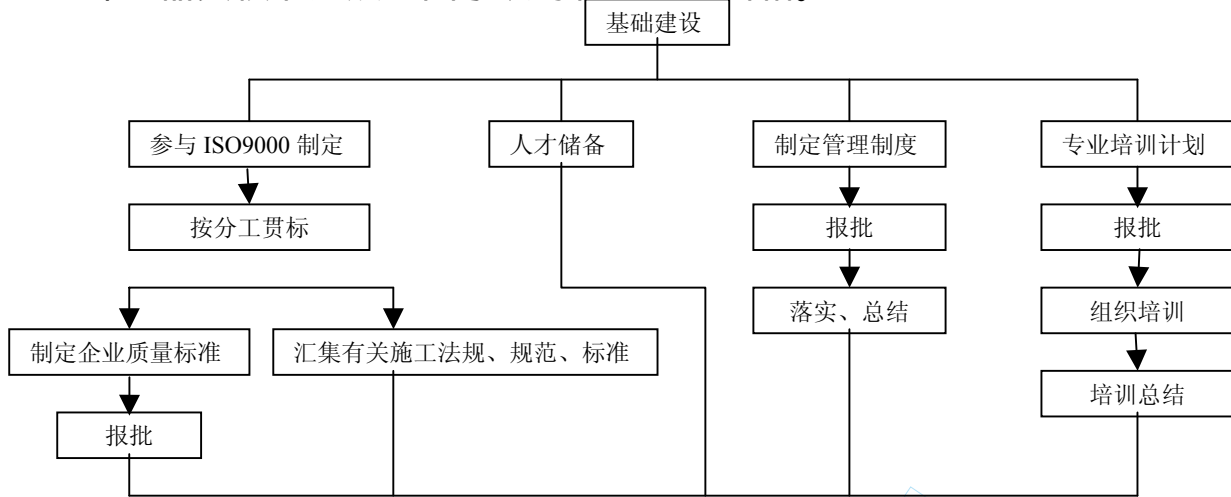 基础建设
参与 ISO9000 制定
人才储备
制定管理制度
专业培训计划
按分工贯标
报批
报批
落实、总结
组织培训
制定企业质量标准
汇集有关施工法规、规范、标准
培训总结
报批